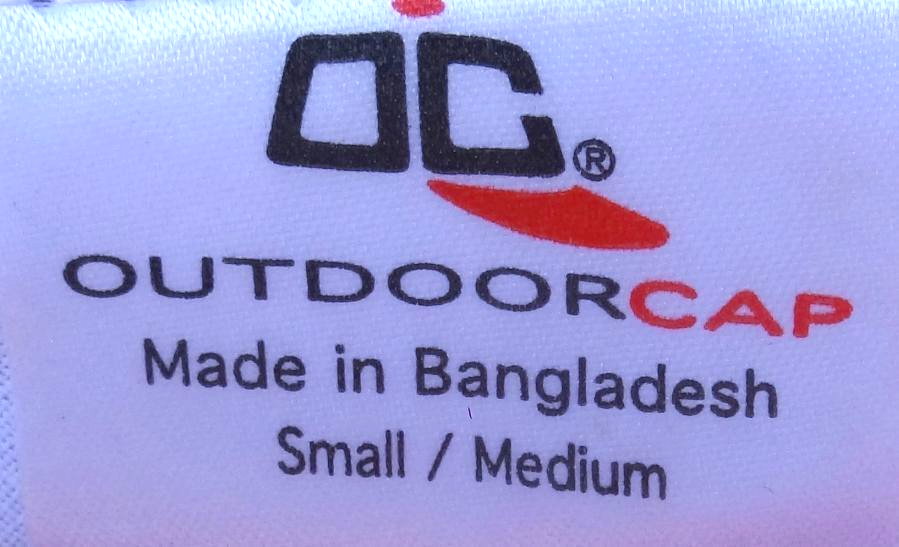 OC®
OUTDOORCAP
Made in Bangladesh
Small / Medium